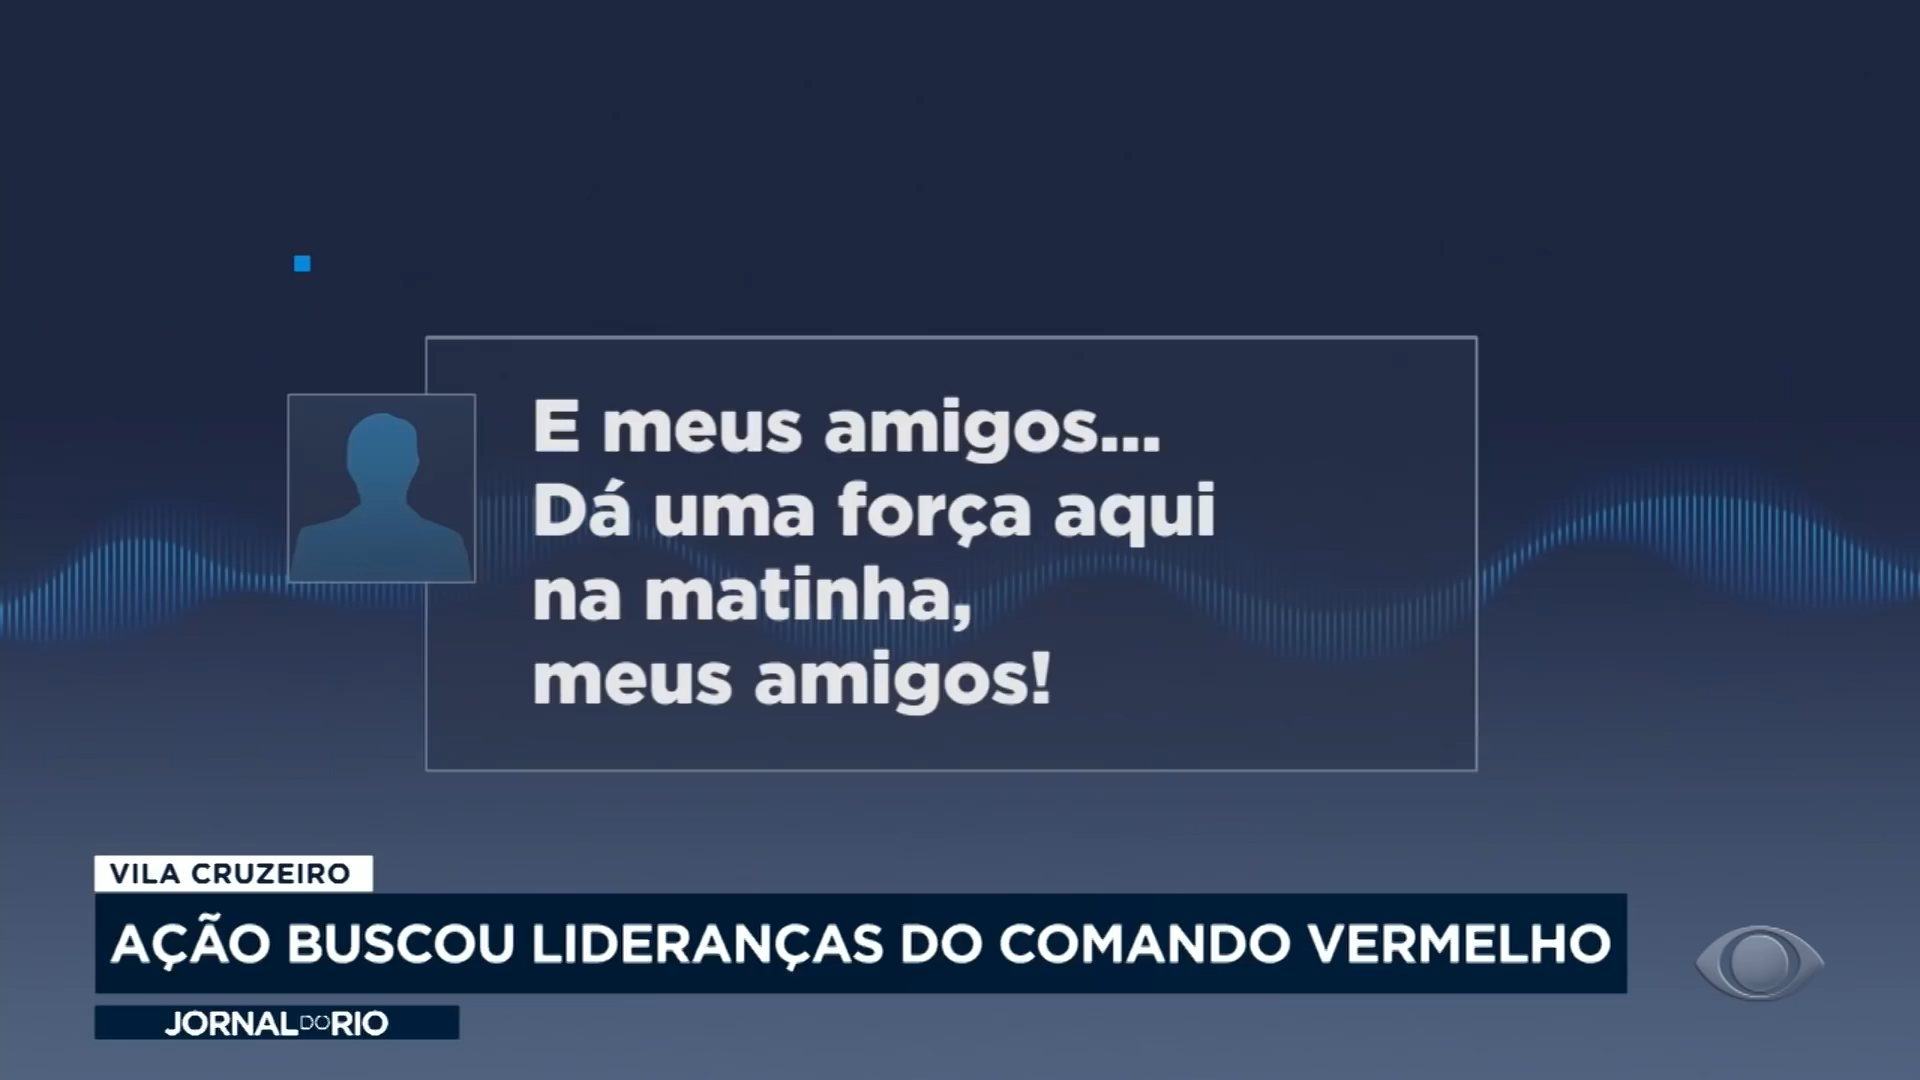 E meus amigos...
Dá uma força aqui
na matinha,
meus amigos!
VILA CRUZEIRO
AÇÃO BUSCOU LIDERANÇAS DO COMANDO VERMELHO
JORNAL DO RIO